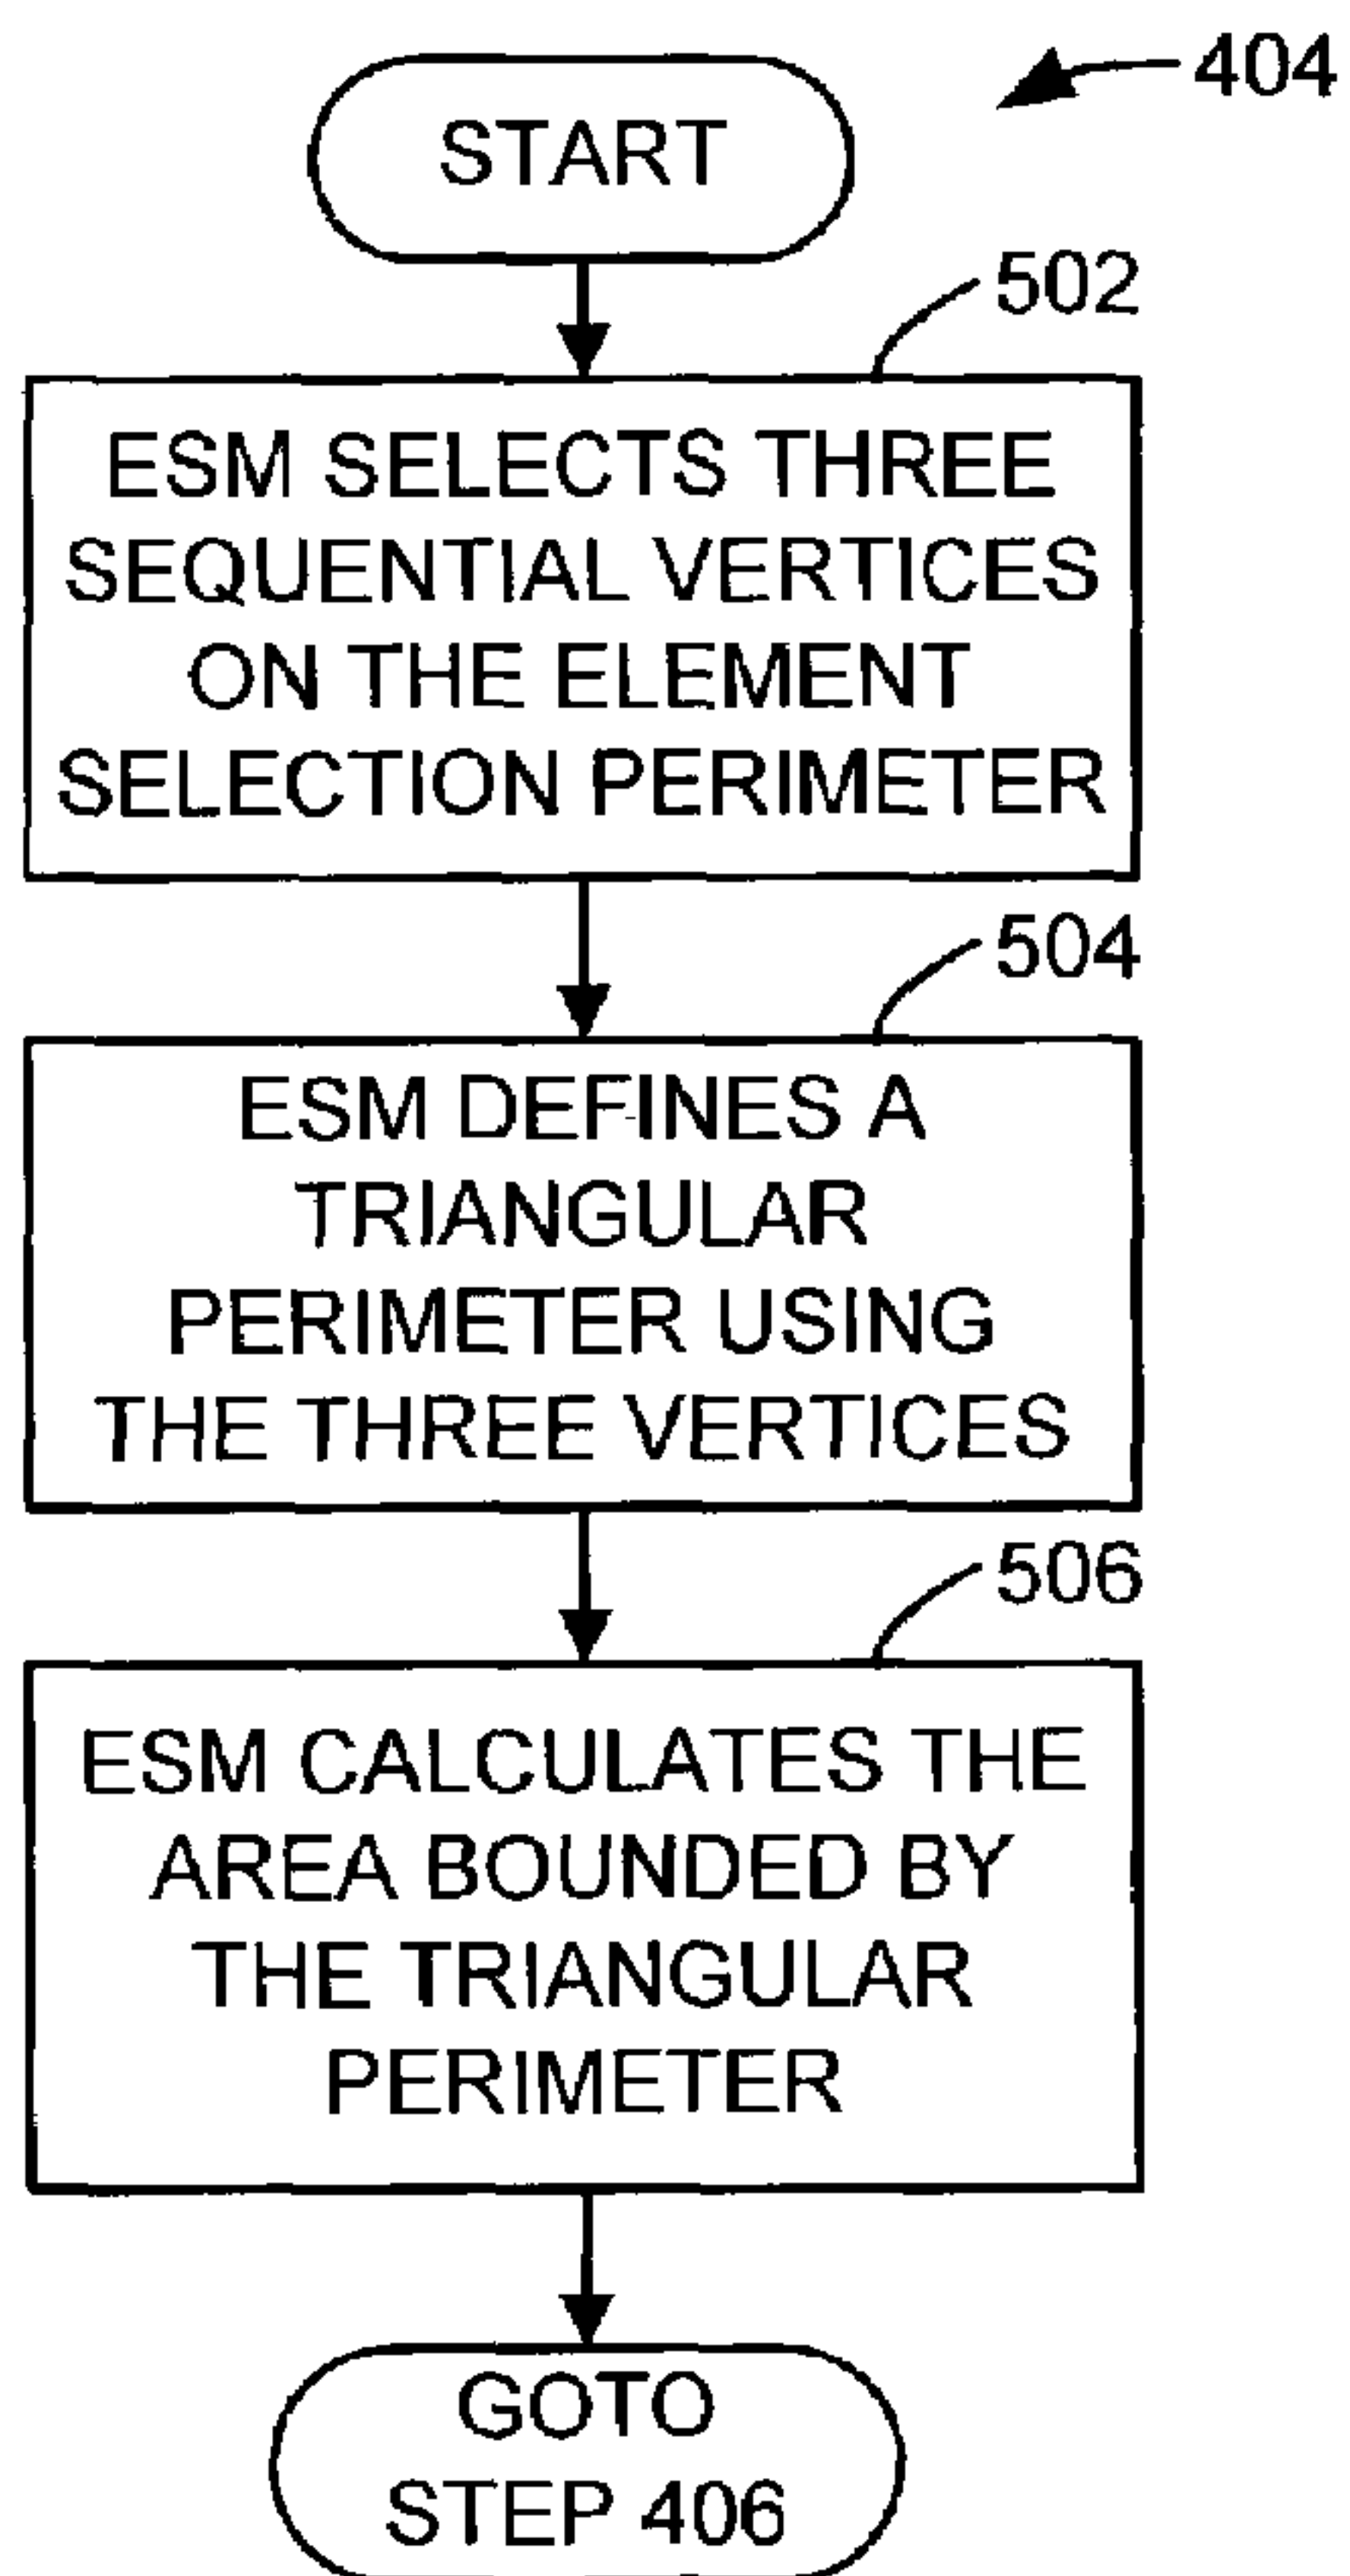 404
START
502
ESM SELECTS THREE
SEQUENTIAL VERTICES
ON THE ELEMENT
SELECTION PERIMETER
504
ESM DEFINES A
TRIANGULAR
PERIMETER USING
THE THREE VERTICES
506
ESM CALCULATES THE
AREA BOUNDED BY
THE TRIANGULAR
PERIMETER
GOTO
STEP 406